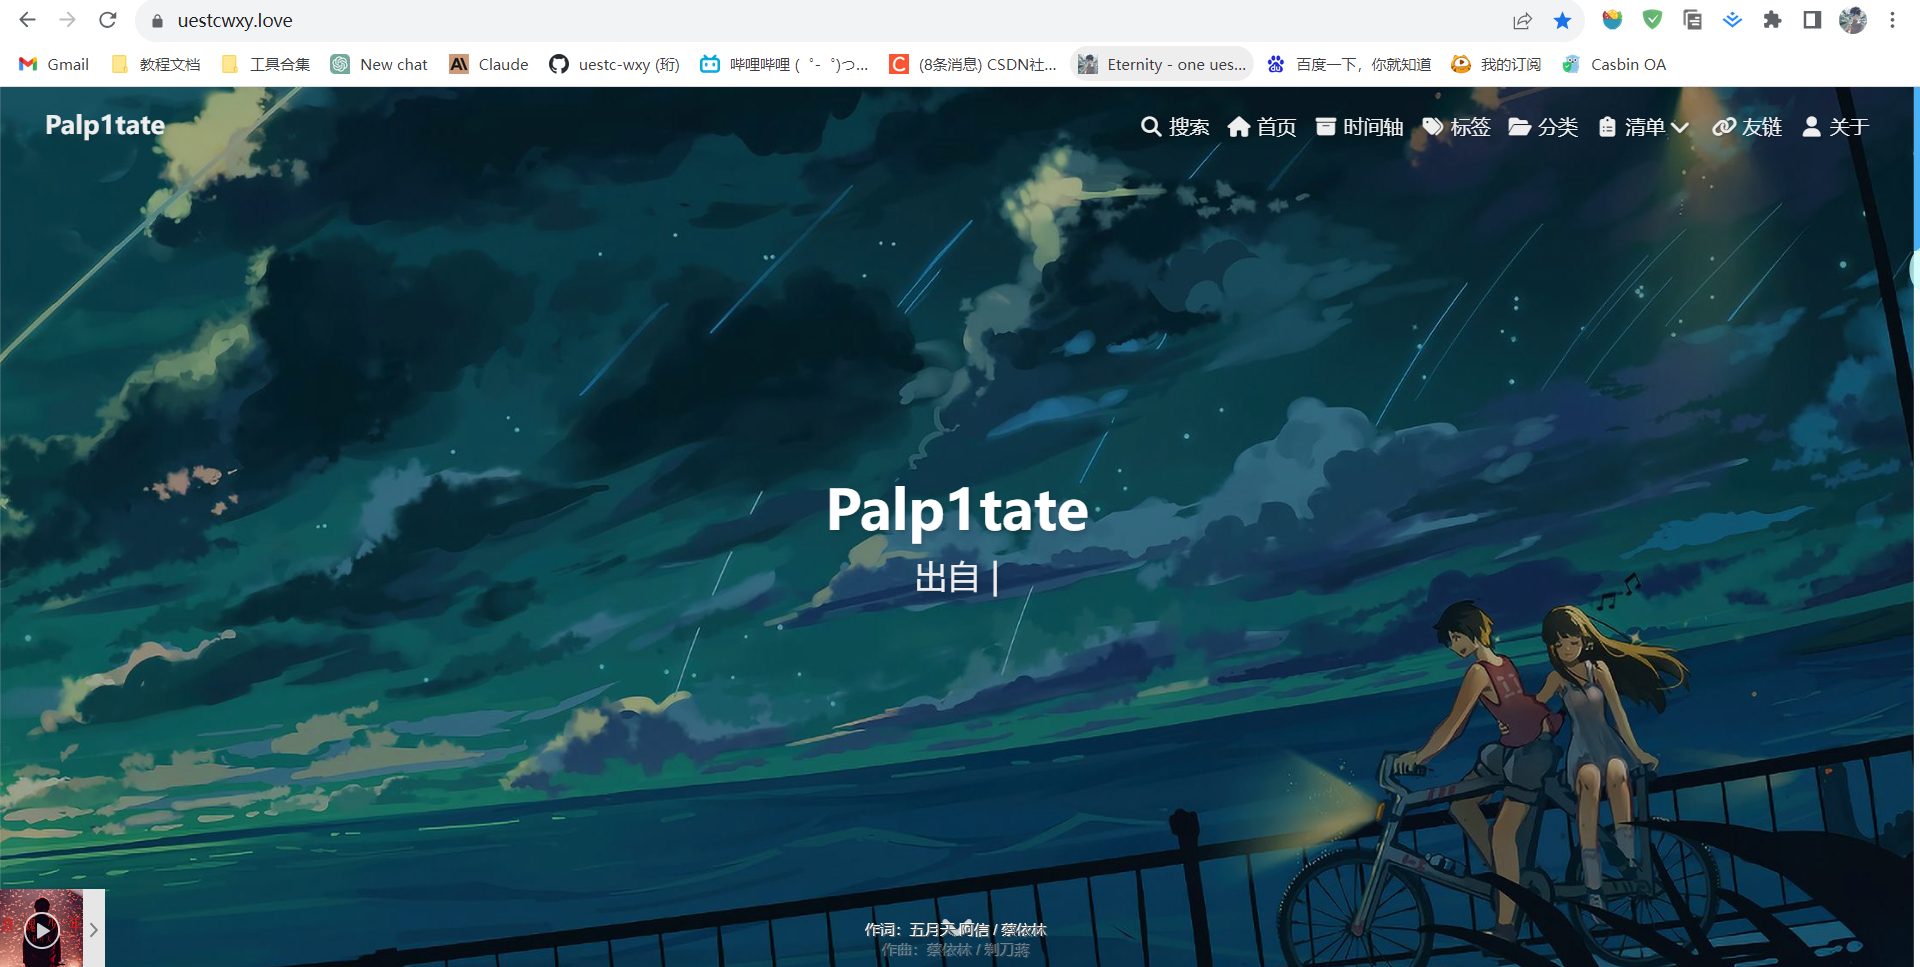 uestcwxy.love
Gmail 教程文档 工具合集 New chat Claude uestc-wxy (珩) 哔哩哔哩 ( ゜- ゜)つ... (8条消息) CSDN社... Eternity - one ues... 百度一下，你就知道 我的订阅 Casbin OA
Palp1tate 搜索 首页 时间轴 标签 分类 清单 友链 关于
Palp1tate
出自 |
作词：五月天 阿信 / 蔡依林
作曲：蔡依林 / 剃刀蒋